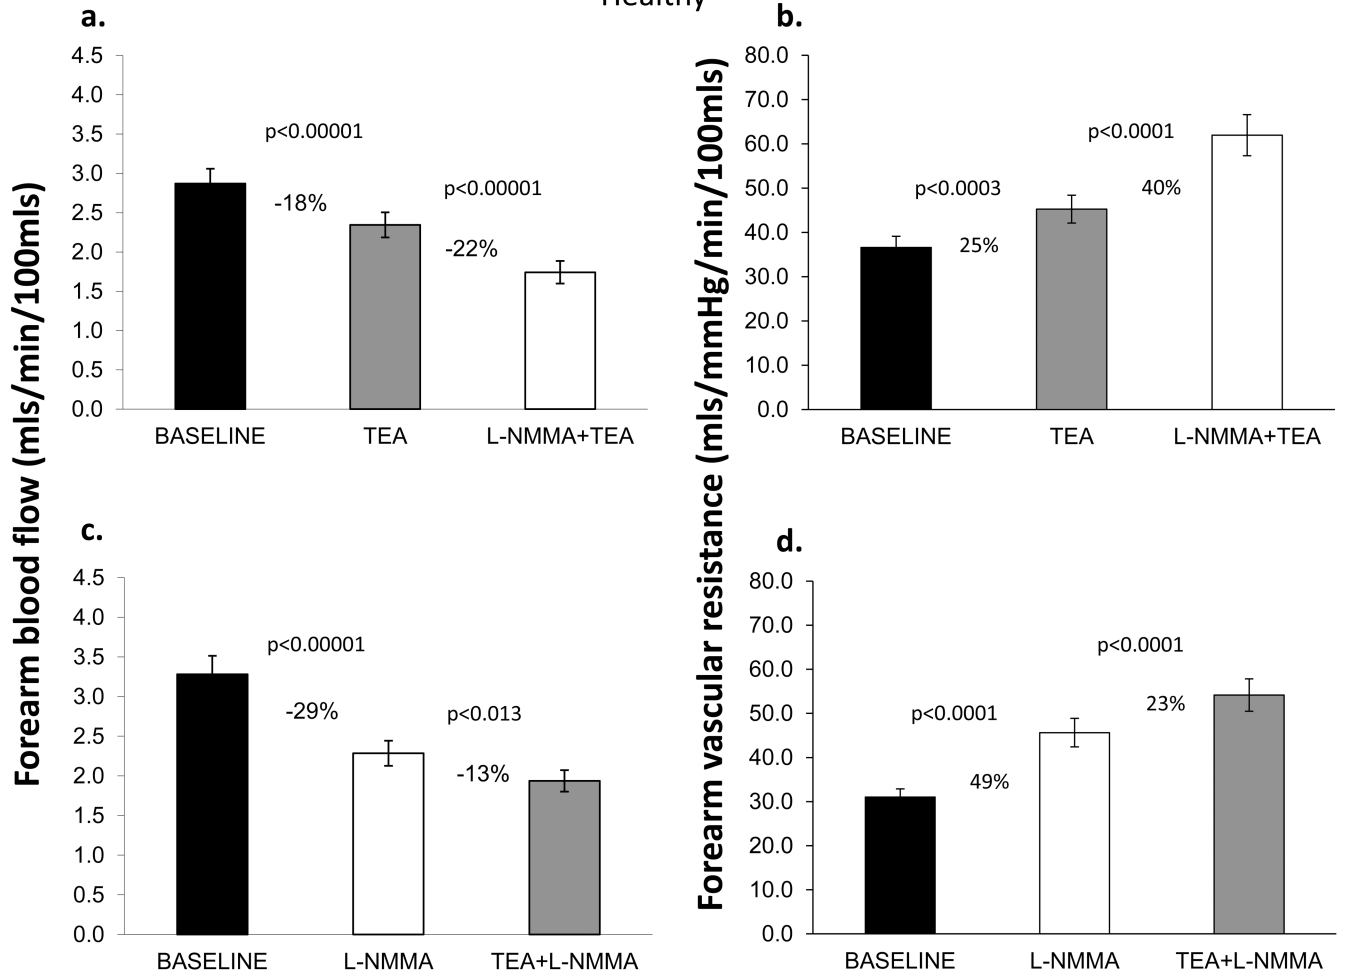 Healthy
a.
Forearm blood flow (mls/min/100mls)
4.5
4.0
3.5
3.0
2.5
2.0
1.5
1.0
0.5
0.0
p<0.00001
-18%
p<0.00001
-22%
BASELINE
TEA
L-NMMA+TEA
b.
Forearm vascular resistance (mls/mmHg/min/100mls)
80.0
70.0
60.0
50.0
40.0
30.0
20.0
10.0
0.0
p<0.0003
25%
p<0.0001
40%
BASELINE
TEA
L-NMMA+TEA
c.
4.5
4.0
3.5
3.0
2.5
2.0
1.5
1.0
0.5
0.0
p<0.00001
-29%
p<0.013
-13%
BASELINE
L-NMMA
TEA+L-NMMA
d.
80.0
70.0
60.0
50.0
40.0
30.0
20.0
10.0
0.0
p<0.0001
49%
p<0.0001
23%
BASELINE
L-NMMA
TEA+L-NMMA